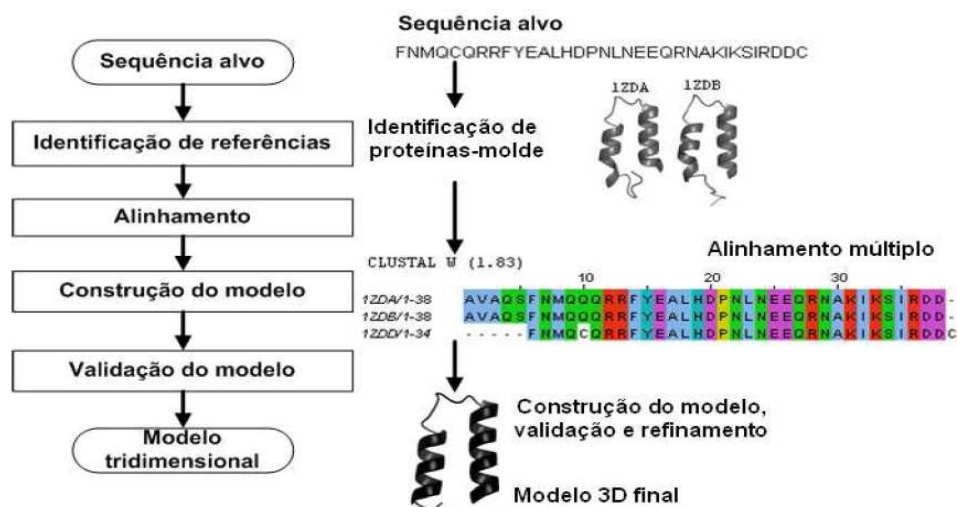 Sequência alvo
Identificação de referências
Alinhamento
Construção do modelo
Validação do modelo
Modelo
tridimensional
Sequência alvo
FNMQCQRRFYEALHDPNLNEEQRNAKIKSIRDDC
1ZDA 1ZDB
Identificação de
proteínas-molde
Alinhamento múltiplo
CLUSTAL W (1.83)
10 20 30
1ZDA/1-38 AVAQSFNMQQQRRFYEALHDPNLNEEQRNAKIKSIRDD-
1ZDB/1-38 AVAQSFNMQQQRRFYEALHDPNLNEEQRNAKIKSIRDD-
1ZDD/1-34 -----FNMQCQRRFYEALHDPNLNEEQRNAKIKSIRDDC
Construção do modelo,
validação e refinamento
Modelo 3D final